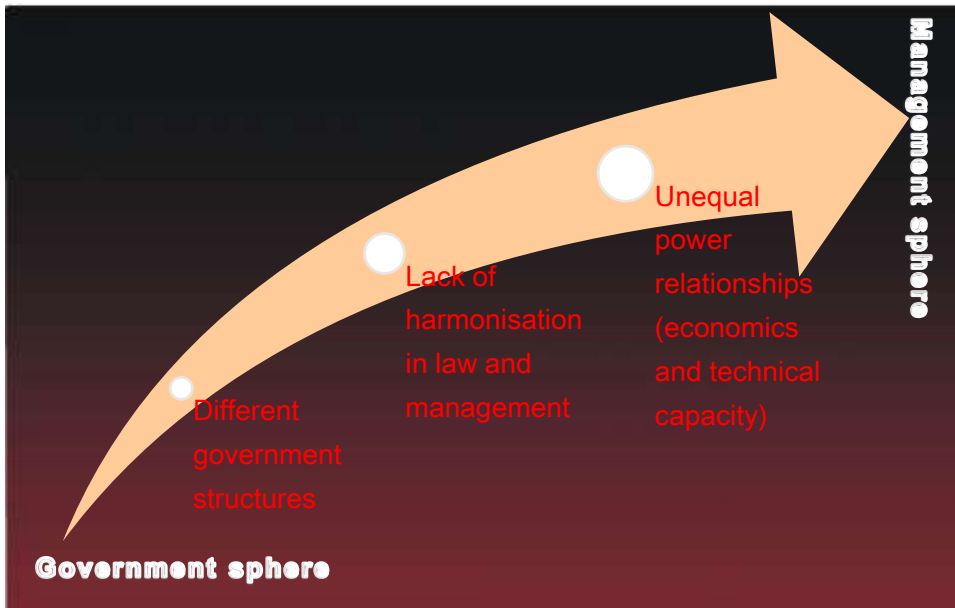 Management sphere
Unequal
power
relationships
(economics
and technical
capacity)
Lack of
harmonisation
in law and
management
Different
government
structures
Government sphere